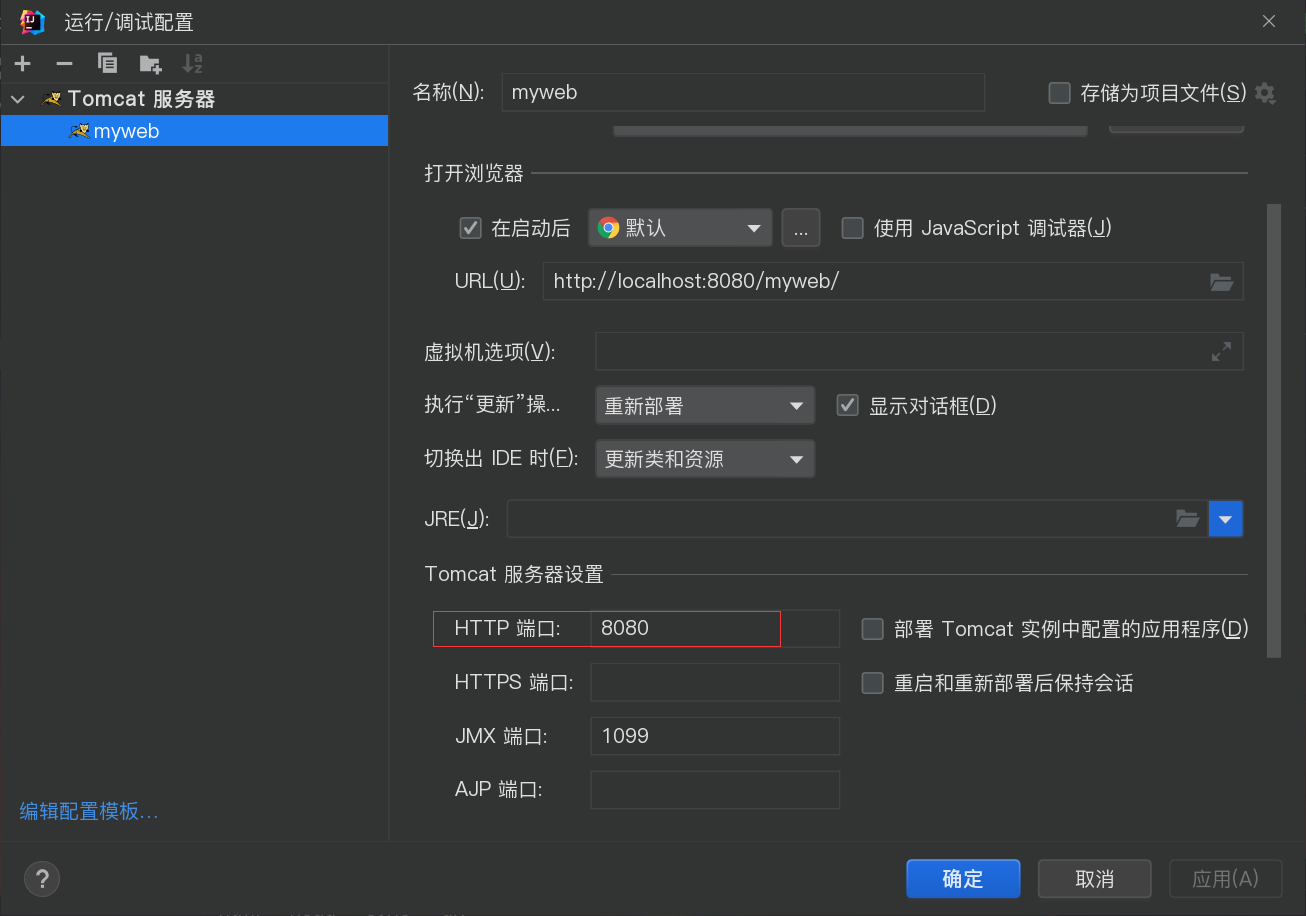 运行/调试配置
Tomcat 服务器
myweb
编辑配置模板...
名称(N): myweb 存储为项目文件(S)
打开浏览器
在启动后 默认 ... 使用 JavaScript 调试器(J)
URL(U): http://localhost:8080/myweb/
虚拟机选项(V):
执行“更新”操... 重新部署 显示对话框(D)
切换出 IDE 时(F): 更新类和资源
JRE(J):
Tomcat 服务器设置
HTTP 端口: 8080 部署 Tomcat 实例中配置的应用程序(D)
HTTPS 端口: 重启和重新部署后保持会话
JMX 端口: 1099
AJP 端口:
? 确定 取消 应用(A)